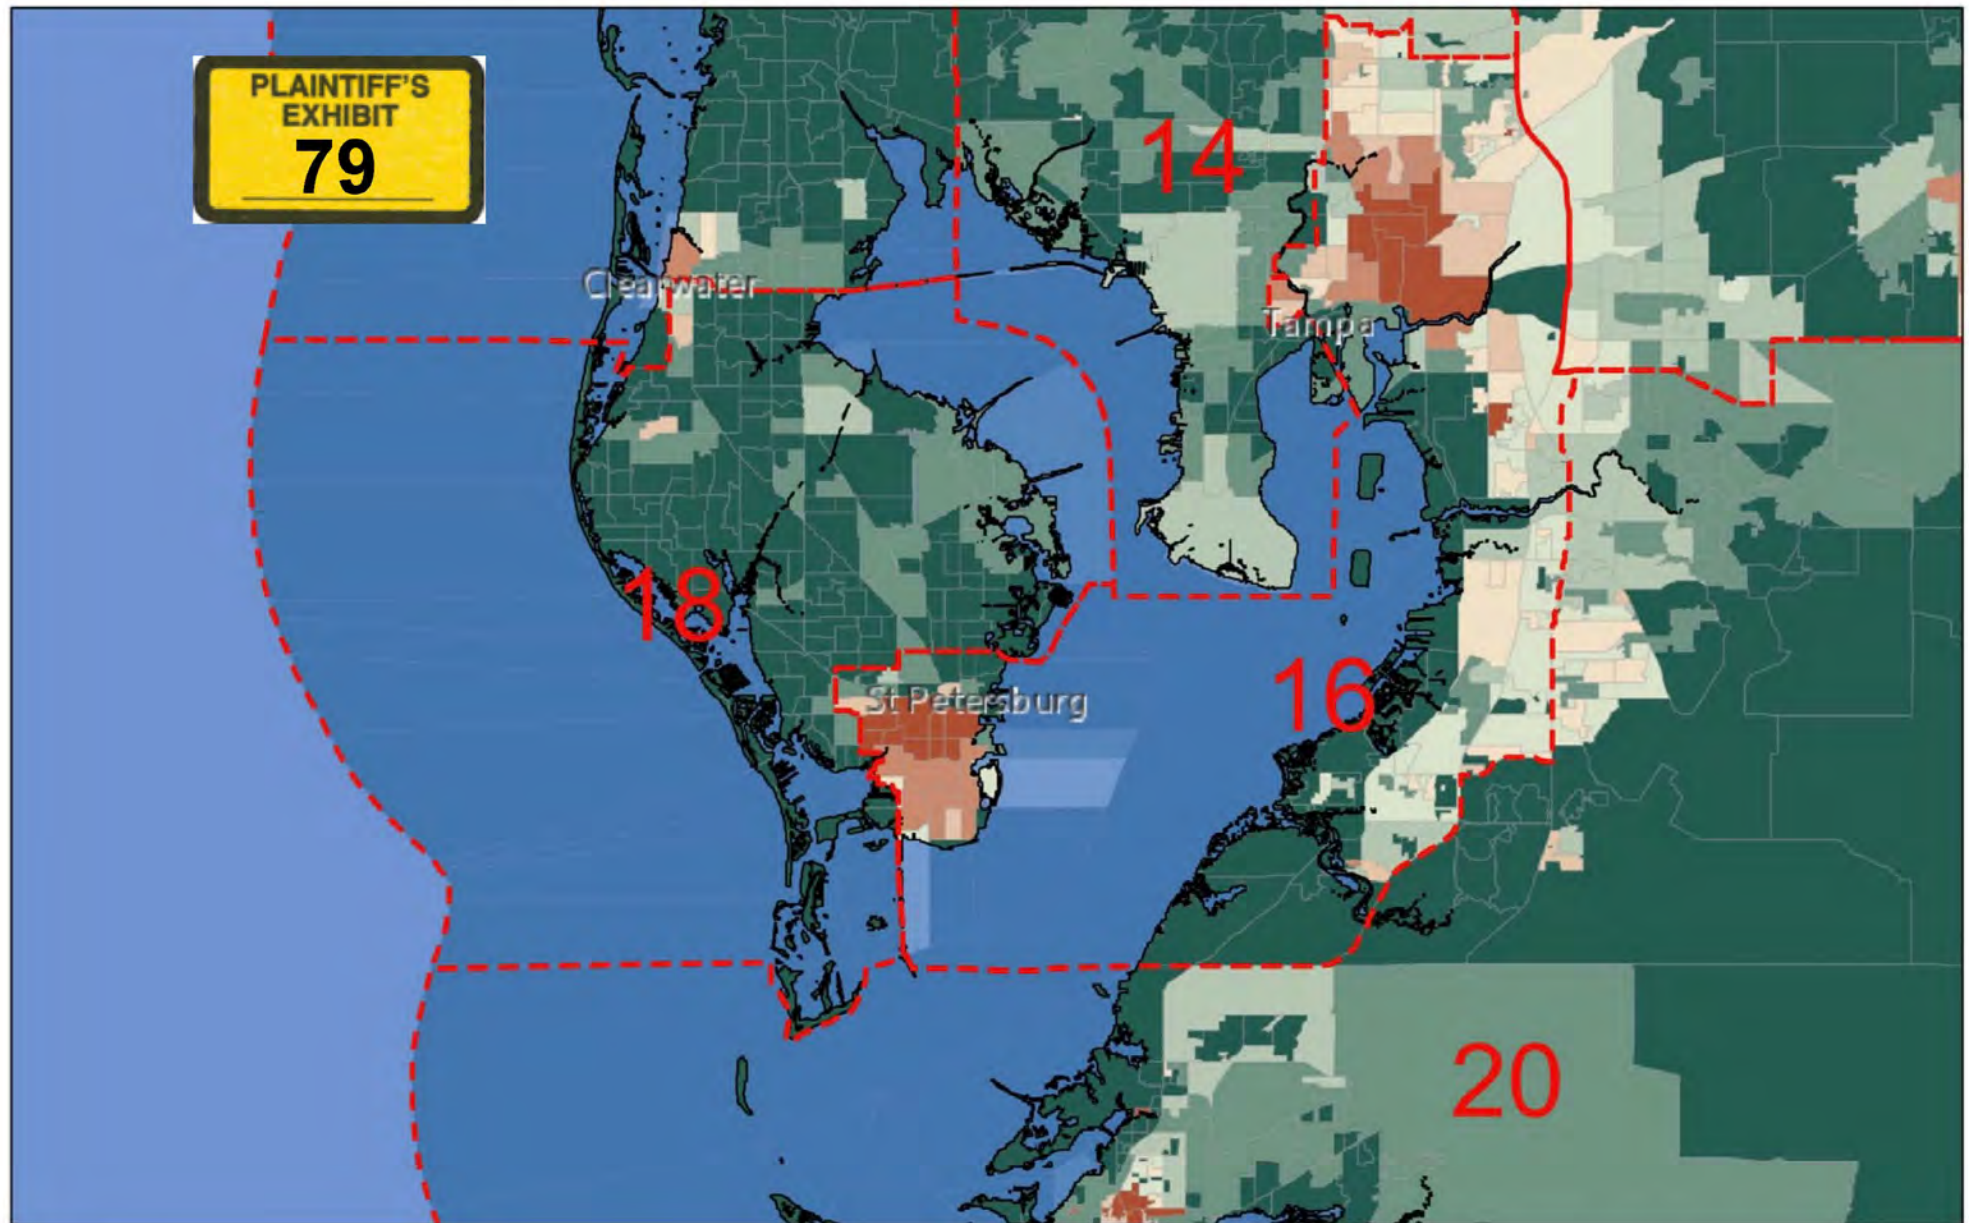 PLAINTIFF'S
EXHIBIT
79
14
Clearwater
Tampa
18
16
St Petersburg
20